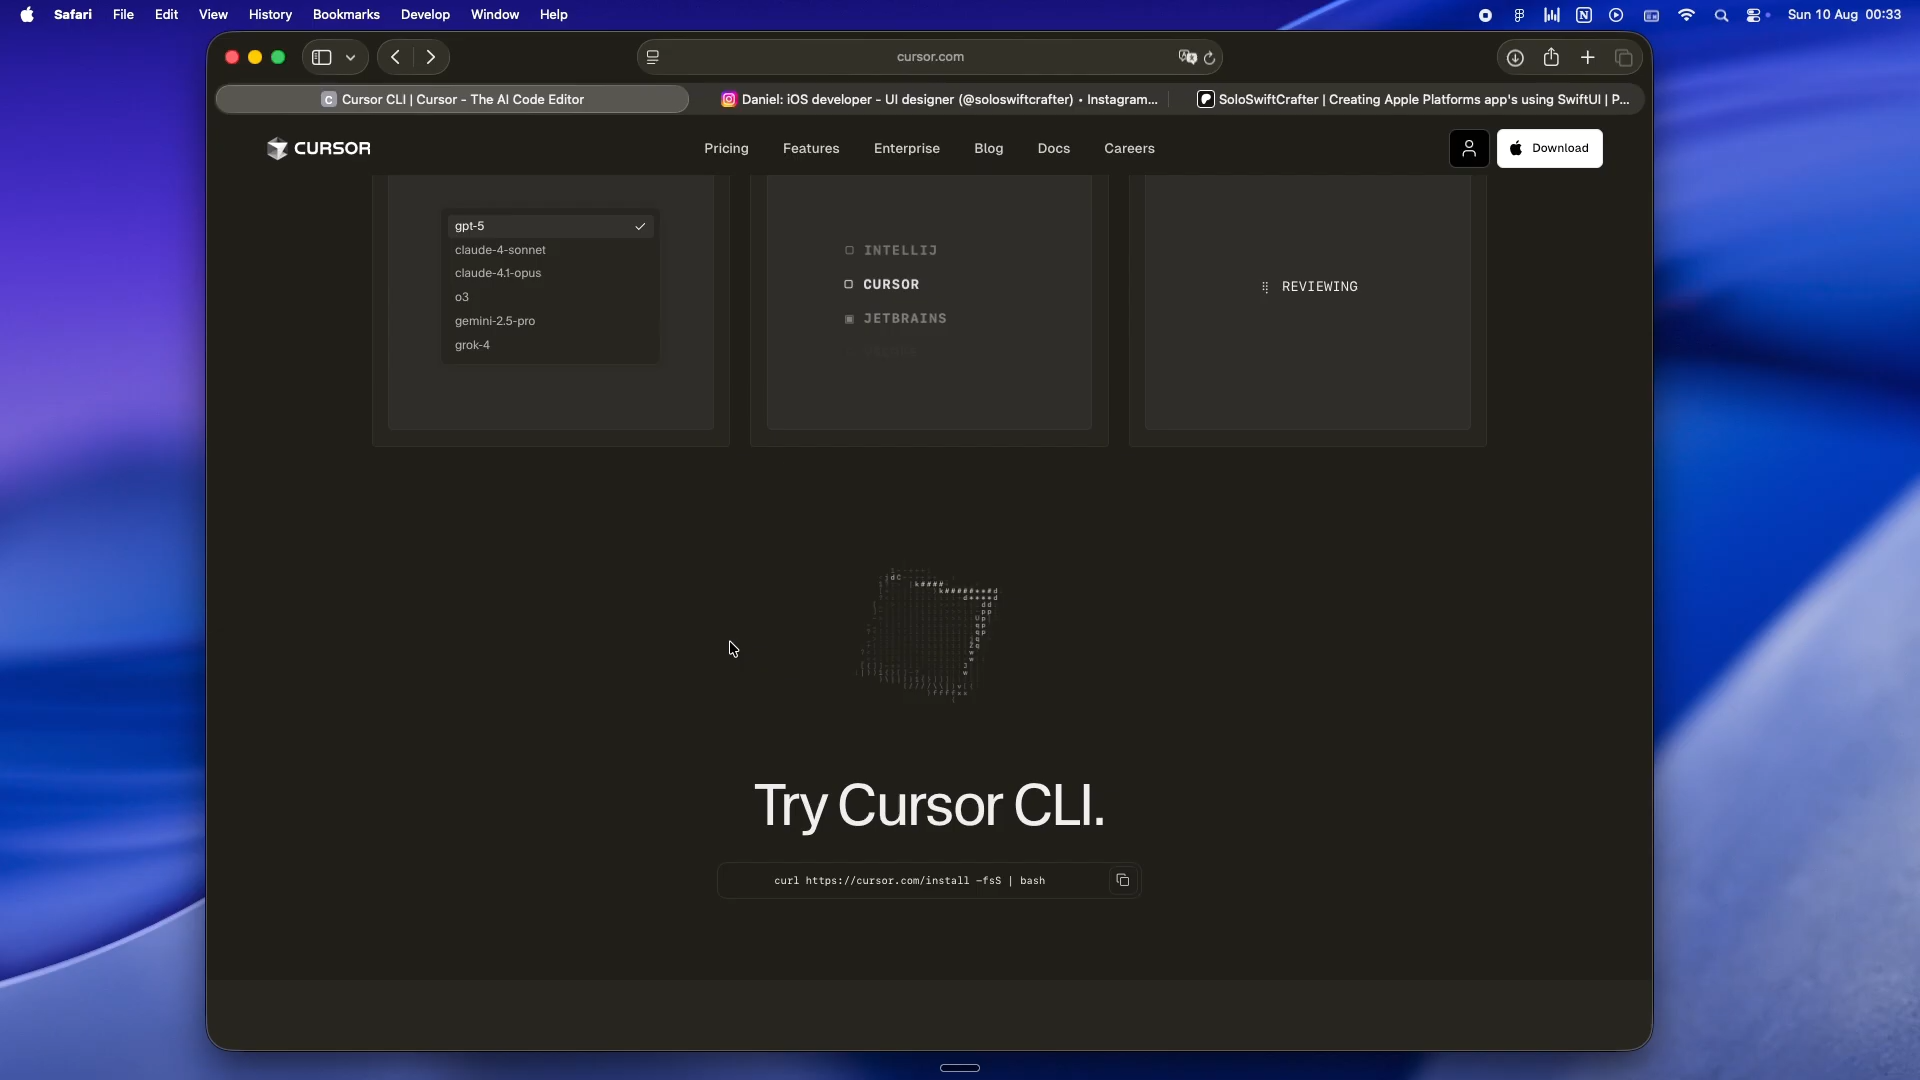 Safari File Edit View History Bookmarks Develop Window Help
Sun 10 Aug 00:33
cursor.com
Cursor CLI | Cursor - The AI Code Editor
Daniel: iOS developer - UI designer (@soloswiftcrafter) • Instagram...
SoloSwiftCrafter | Creating Apple Platforms app's using SwiftUI | P...
CURSOR
Pricing Features Enterprise Blog Docs Careers
Download
gpt-5
claude-4-sonnet
claude-4.1-opus
o3
gemini-2.5-pro
grok-4
INTELLIJ
CURSOR
JETBRAINS
REVIEWING
Try Cursor CLI.
curl https://cursor.com/install -fsS | bash